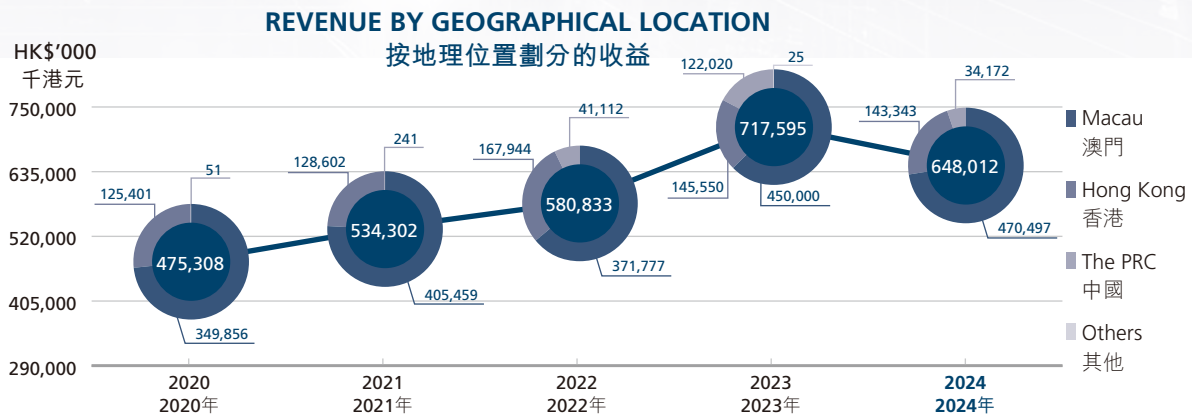 REVENUE BY GEOGRAPHICAL LOCATION
按地理位置劃分的收益
HK$'000
千港元
750,000
635,000
520,000
405,000
290,000
125,401
51
475,308
349,856
128,602
241
534,302
405,459
167,944
41,112
580,833
371,777
122,020
25
717,595
145,550
450,000
143,343
34,172
648,012
470,497
Macau
澳門
Hong Kong
香港
The PRC
中國
Others
其他
2020
2020年
2021
2021年
2022
2022年
2023
2023年
2024
2024年